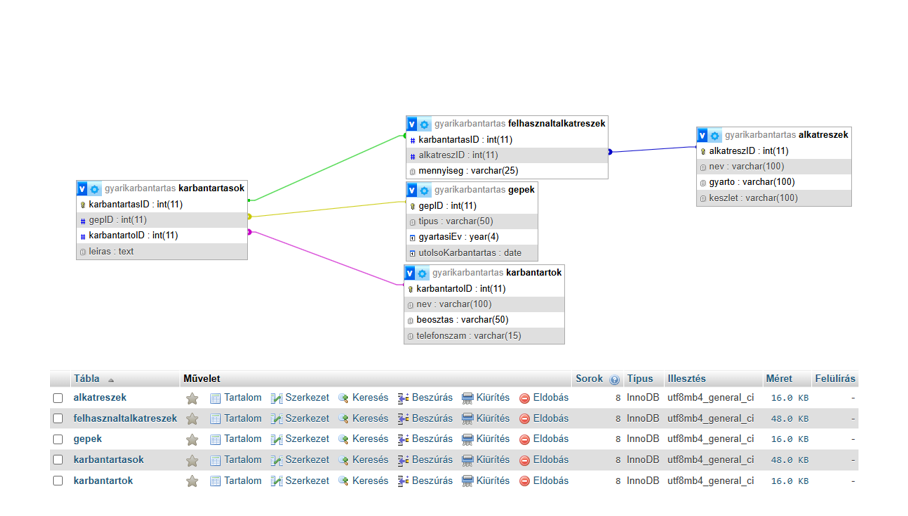 gyarikarbantartas felhasznaltalkatreszek
karbantartasID : int(11)
alkatreszID : int(11)
mennyiseg : varchar(25)
gyarikarbantartas alkatreszek
alkatreszID : int(11)
nev : varchar(100)
gyarto : varchar(100)
keszlet : varchar(100)
gyarikarbantartas karbantartasok
karbantartasID : int(11)
gepID : int(11)
karbantartoID : int(11)
leiras : text
gyarikarbantartas gepek
gepID : int(11)
tipus : varchar(50)
gyartasiEv : year(4)
utolsoKarbantartas : date
gyarikarbantartas karbantartok
karbantartoID : int(11)
nev : varchar(100)
beosztas : varchar(50)
telefonszam : varchar(15)
Tábla Művelet Sorok Típus Illesztés Méret Felülírás
alkatreszek Tartalom Szerkezet Keresés Beszúrás Kiürítés Eldobás 8 InnoDB utf8mb4_general_ci 16.0 KB -
felhasznaltalkatreszek Tartalom Szerkezet Keresés Beszúrás Kiürítés Eldobás 8 InnoDB utf8mb4_general_ci 48.0 KB -
gepek Tartalom Szerkezet Keresés Beszúrás Kiürítés Eldobás 8 InnoDB utf8mb4_general_ci 16.0 KB -
karbantartasok Tartalom Szerkezet Keresés Beszúrás Kiürítés Eldobás 8 InnoDB utf8mb4_general_ci 48.0 KB -
karbantartok Tartalom Szerkezet Keresés Beszúrás Kiürítés Eldobás 8 InnoDB utf8mb4_general_ci 16.0 KB -